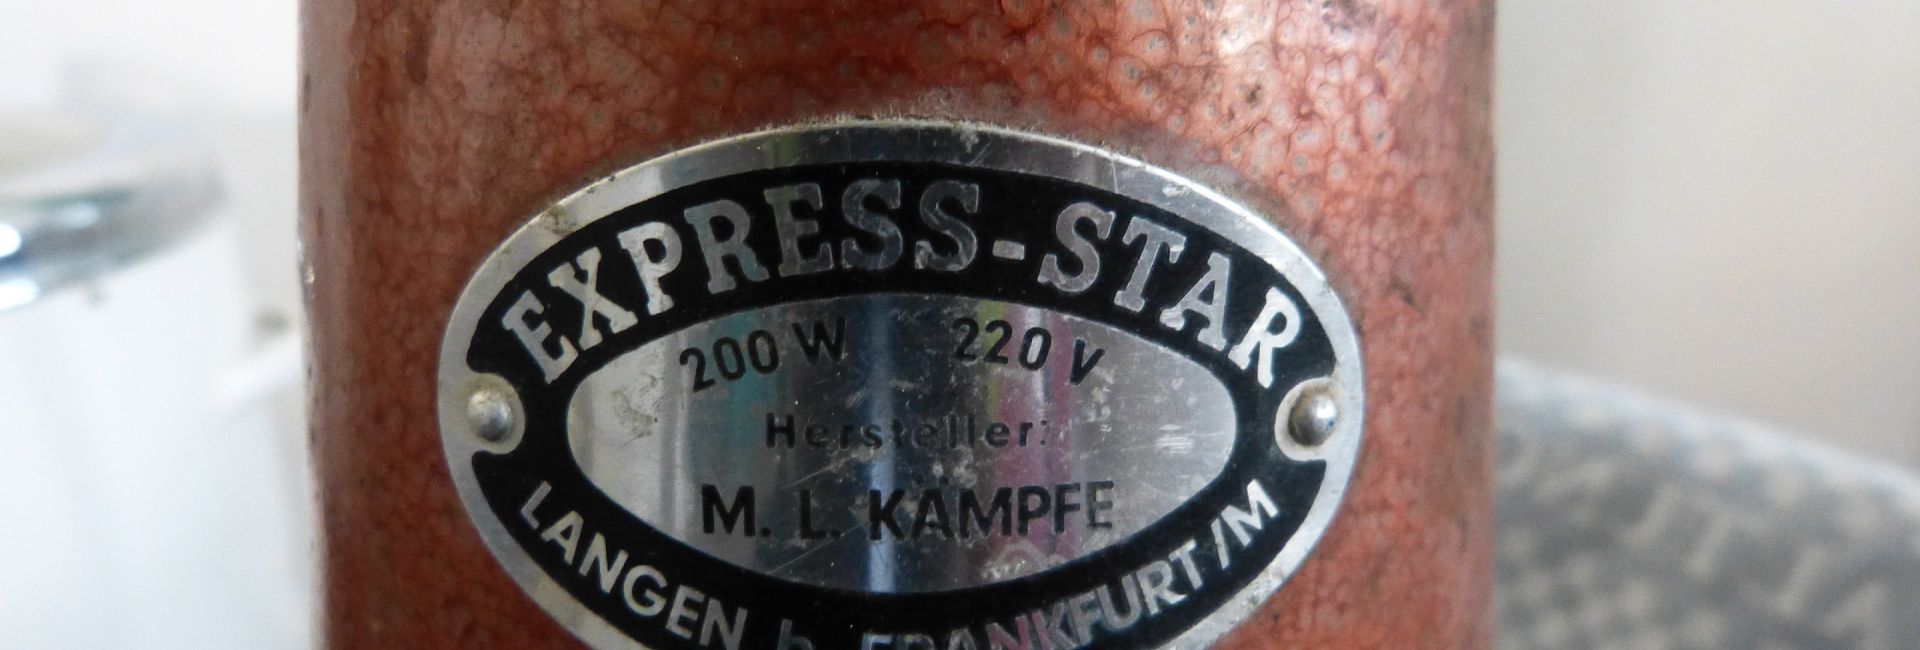 EXPRESS-STAR
200 W 220 V
Hersteller:
M. L. KÄMPFE
LANGEN b. FRANKFURT/M